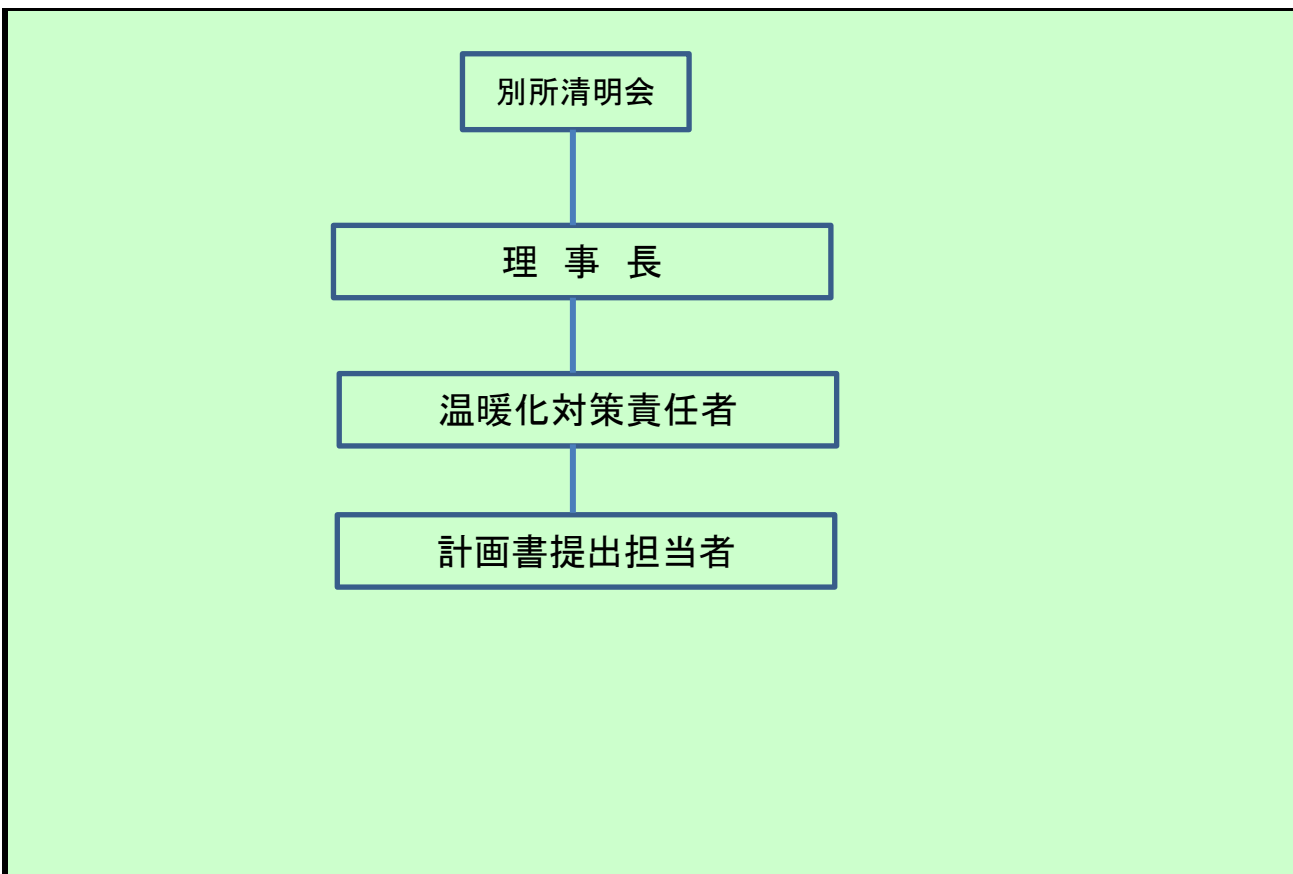 別所清明会
理 事 長
温暖化対策責任者
計画書提出担当者